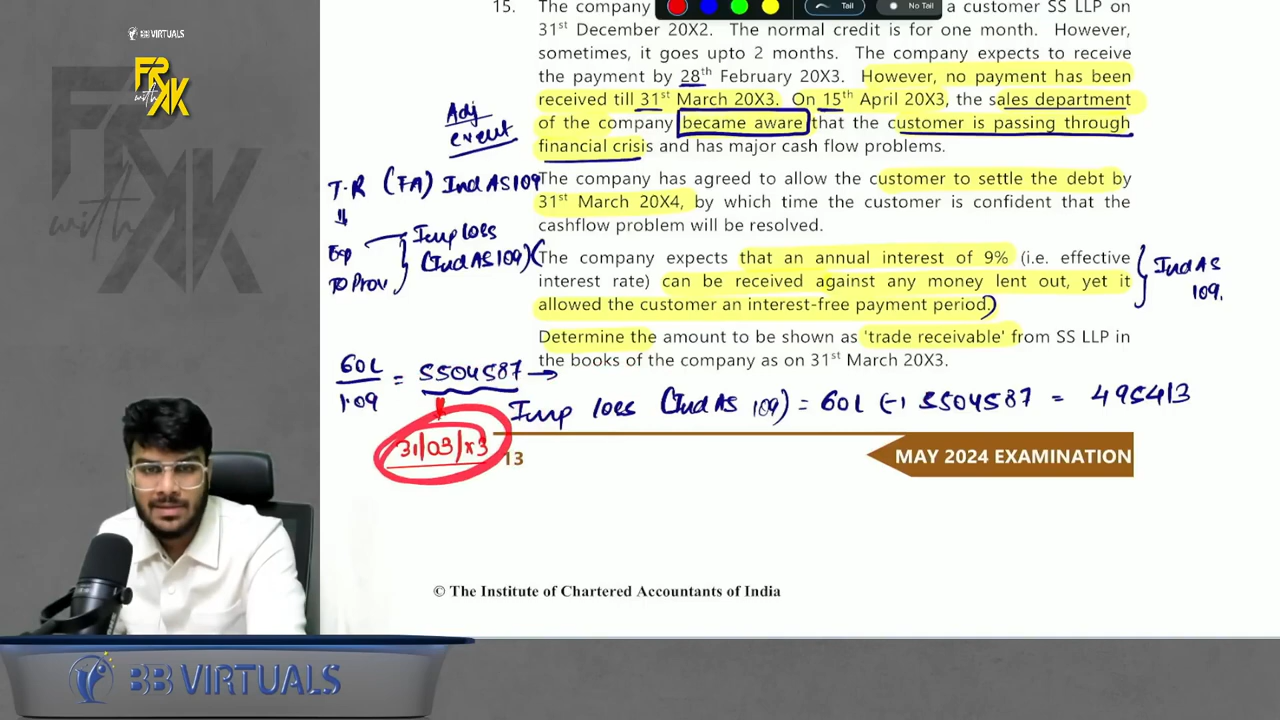 BB VIRTUALS
FR
with
AK
FR
with
AK
Tail
No Tail
15. The company a customer SS LLP on
31st December 20X2. The normal credit is for one month. However,
sometimes, it goes upto 2 months. The company expects to receive
the payment by 28th February 20X3. However, no payment has been
received till 31st March 20X3. On 15th April 20X3, the sales department
of the company became aware that the customer is passing through
financial crisis and has major cash flow problems.
Adj
event
The company has agreed to allow the customer to settle the debt by
31st March 20X4, by which time the customer is confident that the
cashflow problem will be resolved.
T.R (FA) Ind AS 109
Exp
To Prov
Imp loss
(Ind AS 109)
(The company expects that an annual interest of 9% (i.e. effective
interest rate) can be received against any money lent out, yet it
allowed the customer an interest-free payment period.)
Ind AS
109.
Determine the amount to be shown as 'trade receivable' from SS LLP in
the books of the company as on 31st March 20X3.
60L
1.09
= 5504587 →
Imp loss (Ind AS 109) = 60L (-) 5504587 = 495413
31/03/x3
13
MAY 2024 EXAMINATION
© The Institute of Chartered Accountants of India
BB VIRTUALS